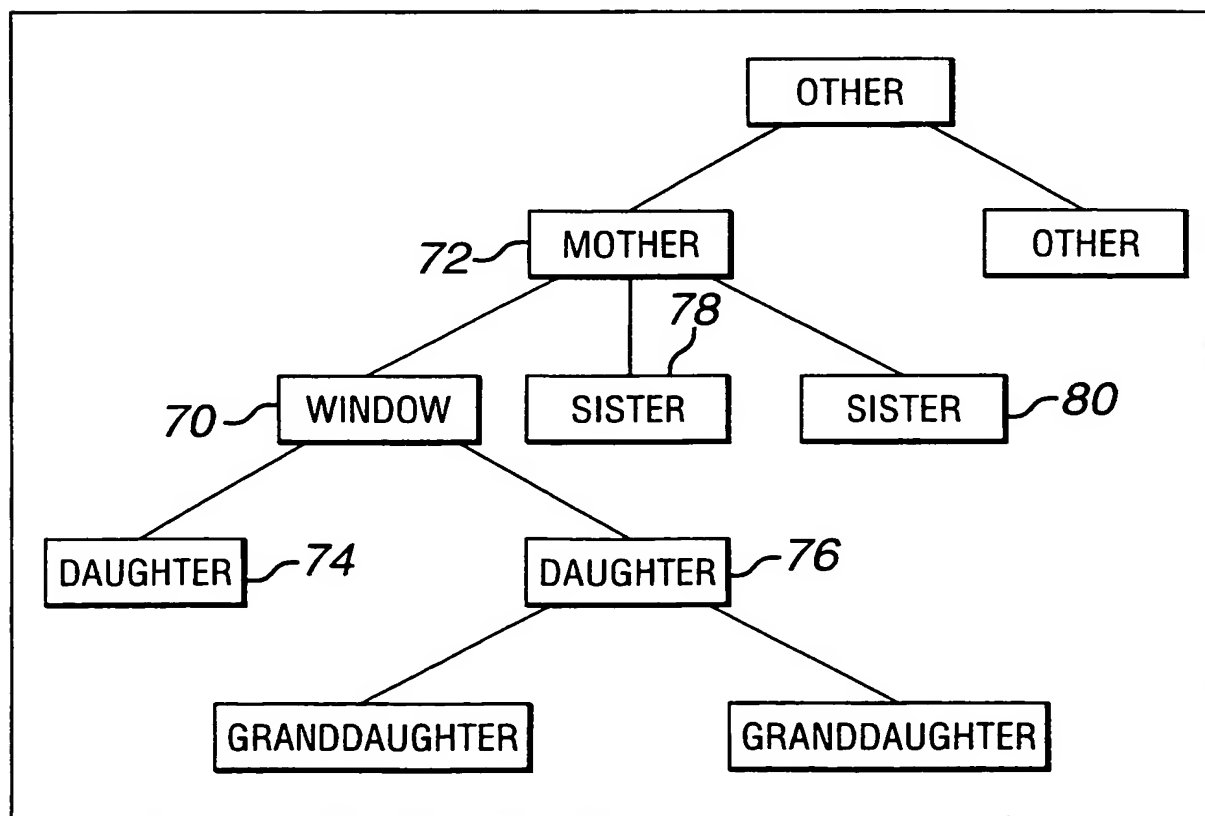 OTHER
72 MOTHER
OTHER
78
70 WINDOW
SISTER
SISTER 80
DAUGHTER 74
DAUGHTER 76
GRANDDAUGHTER
GRANDDAUGHTER